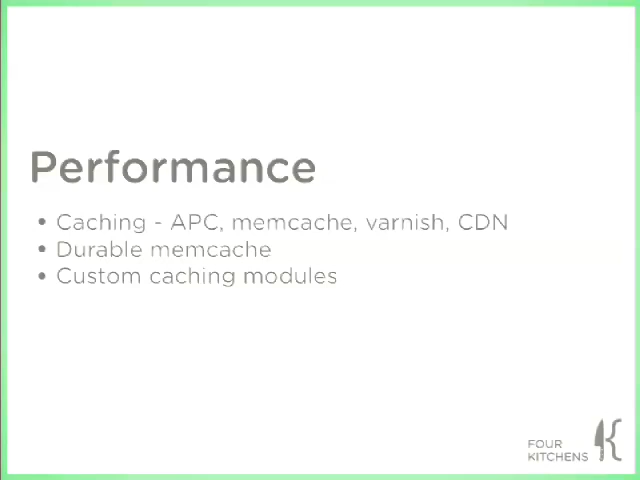 Performance
• Caching - APC, memcache, varnish, CDN
• Durable memcache
• Custom caching modules
FOUR
KITCHENS